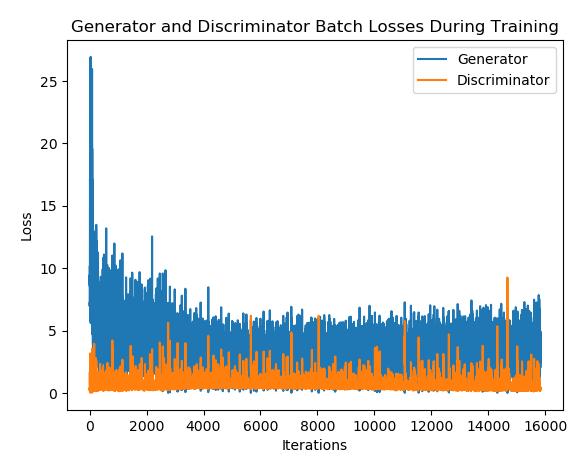 Generator and Discriminator Batch Losses During Training
Generator
Discriminator
25
20
15
10
5
0
Loss
0 2000 4000 6000 8000 10000 12000 14000 16000
Iterations